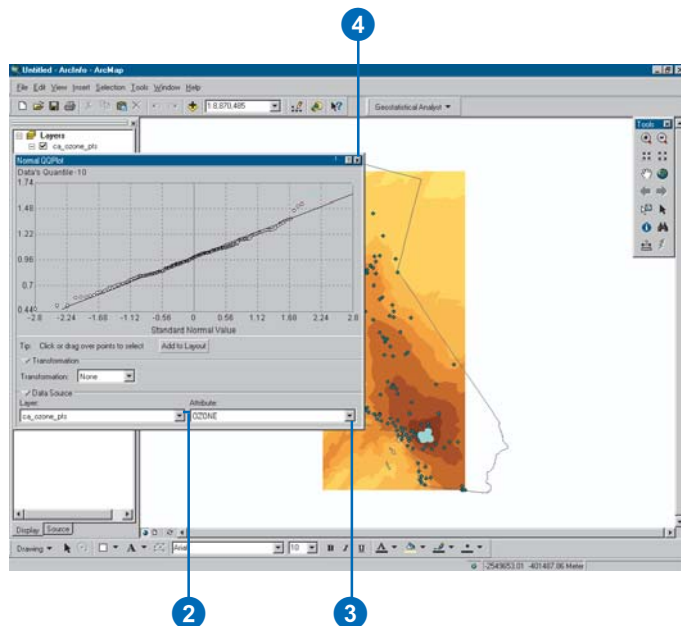 4
Untitled - ArcInfo - ArcMap
File Edit View Insert Selection Tools Window Help
1:8,870,485
Geostatistical Analyst
Layers
ca_ozone_pts
Tools
Normal QQPlot
Data's Quantile·10
1.74
1.48
1.22
0.96
0.7
0.44
-2.8 -2.24 -1.68 -1.12 -0.56 0 0.56 1.12 1.68 2.24 2.8
Standard Normal Value
Tip: Click or drag over points to select Add to Layout
Transformation
Transformation: None
Data Source
Layer: Attribute:
ca_ozone_pts OZONE
Display Source
Drawing A Arial 10 B I U A
-2549653.01 -401487.86 Meter
2 3